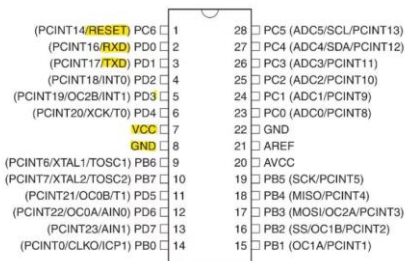 (PCINT14/RESET) PC6 1 28 PC5 (ADC5/SCL/PCINT13)
(PCINT16/RXD) PD0 2 27 PC4 (ADC4/SDA/PCINT12)
(PCINT17/TXD) PD1 3 26 PC3 (ADC3/PCINT11)
(PCINT18/INT0) PD2 4 25 PC2 (ADC2/PCINT10)
(PCINT19/OC2B/INT1) PD3 5 24 PC1 (ADC1/PCINT9)
(PCINT20/XCK/T0) PD4 6 23 PC0 (ADC0/PCINT8)
VCC 7 22 GND
GND 8 21 AREF
(PCINT6/XTAL1/TOSC1) PB6 9 20 AVCC
(PCINT7/XTAL2/TOSC2) PB7 10 19 PB5 (SCK/PCINT5)
(PCINT21/OC0B/T1) PD5 11 18 PB4 (MISO/PCINT4)
(PCINT22/OC0A/AIN0) PD6 12 17 PB3 (MOSI/OC2A/PCINT3)
(PCINT23/AIN1) PD7 13 16 PB2 (SS/OC1B/PCINT2)
(PCINT0/CLKO/ICP1) PB0 14 15 PB1 (OC1A/PCINT1)